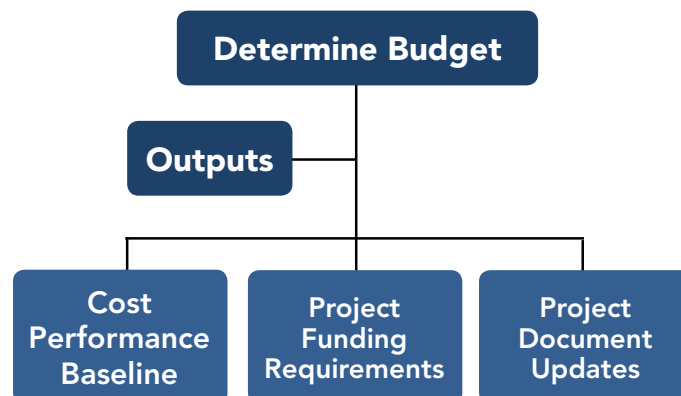 Determine Budget
Outputs
Cost
Performance
Baseline
Project
Funding
Requirements
Project
Document
Updates